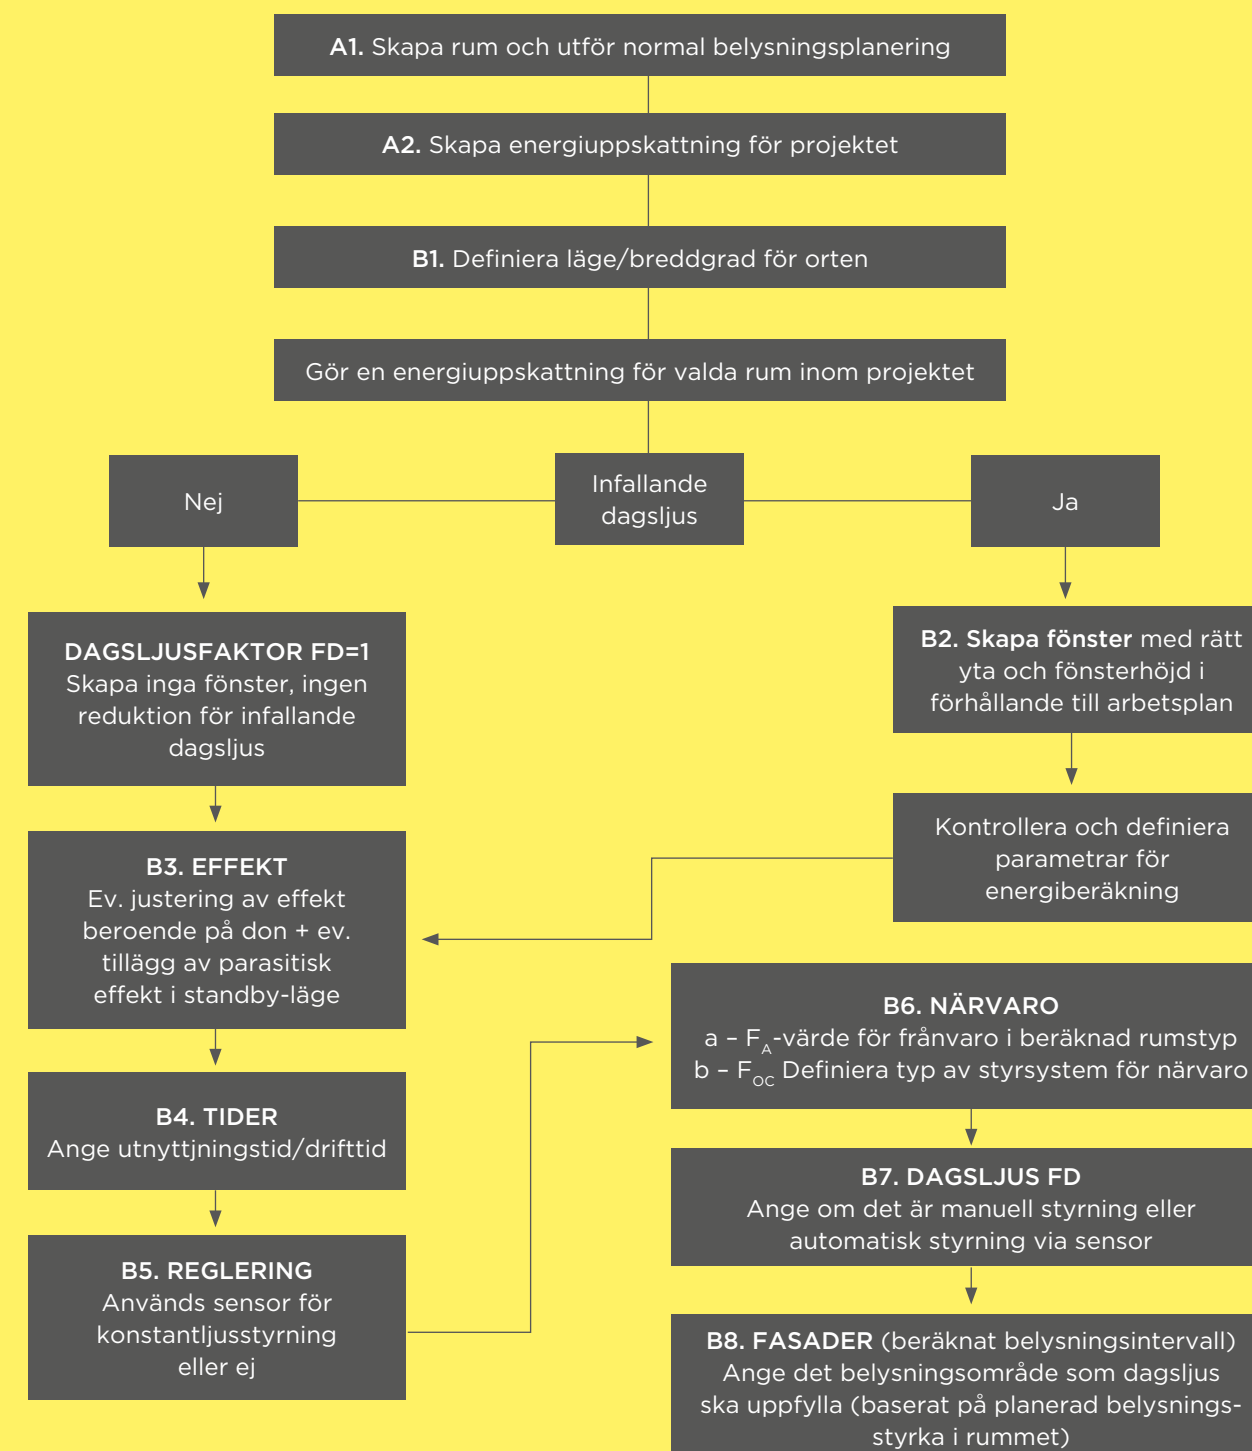 A1. Skapa rum och utför normal belysningsplanering
A2. Skapa energiuppskattning för projektet
B1. Definiera läge/breddgrad för orten
Gör en energiuppskattning för valda rum inom projektet
Nej
Infallande
dagsljus
Ja
DAGSLJUSFAKTOR FD=1
Skapa inga fönster, ingen
reduktion för infallande
dagsljus
B2. Skapa fönster med rätt
yta och fönsterhöjd i
förhållande till arbetsplan
Kontrollera och definiera
parametrar för
energiberäkning
B3. EFFEKT
Ev. justering av effekt
beroende på don + ev.
tillägg av parasitisk
effekt i standby-läge
B4. TIDER
Ange utnyttjningstid/drifttid
B5. REGLERING
Används sensor för
konstantljusstyrning
eller ej
B6. NÄRVARO
a – FA-värde för frånvaro i beräknad rumstyp
b – FOC Definiera typ av styrsystem för närvaro
B7. DAGSLJUS FD
Ange om det är manuell styrning eller
automatisk styrning via sensor
B8. FASADER (beräknat belysningsintervall)
Ange det belysningsområde som dagsljus
ska uppfylla (baserat på planerad belysnings-
styrka i rummet)